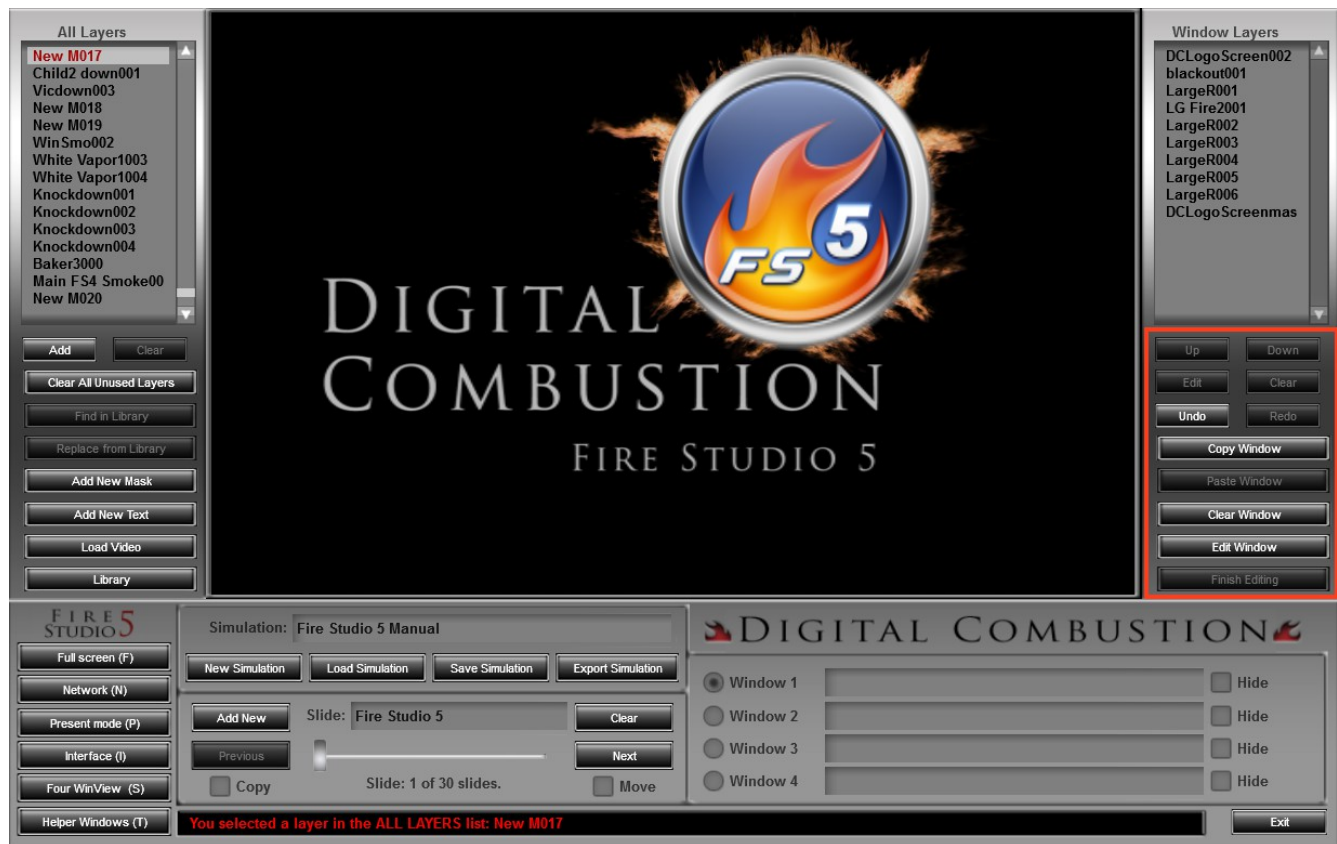 All Layers
New M017
Child2 down001
Vicdown003
New M018
New M019
WinSmo002
White Vapor1003
White Vapor1004
Knockdown001
Knockdown002
Knockdown003
Knockdown004
Baker3000
Main FS4 Smoke00
New M020
Add Clear
Clear All Unused Layers
Find in Library
Replace from Library
Add New Mask
Add New Text
Load Video
Library
FS 5
DIGITAL
COMBUSTION
FIRE STUDIO 5
Window Layers
DCLogoScreen002
blackout001
LargeR001
LG Fire2001
LargeR002
LargeR003
LargeR004
LargeR005
LargeR006
DCLogoScreenmas
Up Down
Edit Clear
Undo Redo
Copy Window
Paste Window
Clear Window
Edit Window
Finish Editing
FIRE
STUDIO 5
Full screen (F)
Network (N)
Present mode (P)
Interface (I)
Four WinView (S)
Helper Windows (T)
Simulation: Fire Studio 5 Manual
New Simulation Load Simulation Save Simulation Export Simulation
Add New Slide: Fire Studio 5 Clear
Previous Next
Copy Slide: 1 of 30 slides. Move
DIGITAL COMBUSTION
Window 1 Hide
Window 2 Hide
Window 3 Hide
Window 4 Hide
You selected a layer in the ALL LAYERS list: New M017
Exit